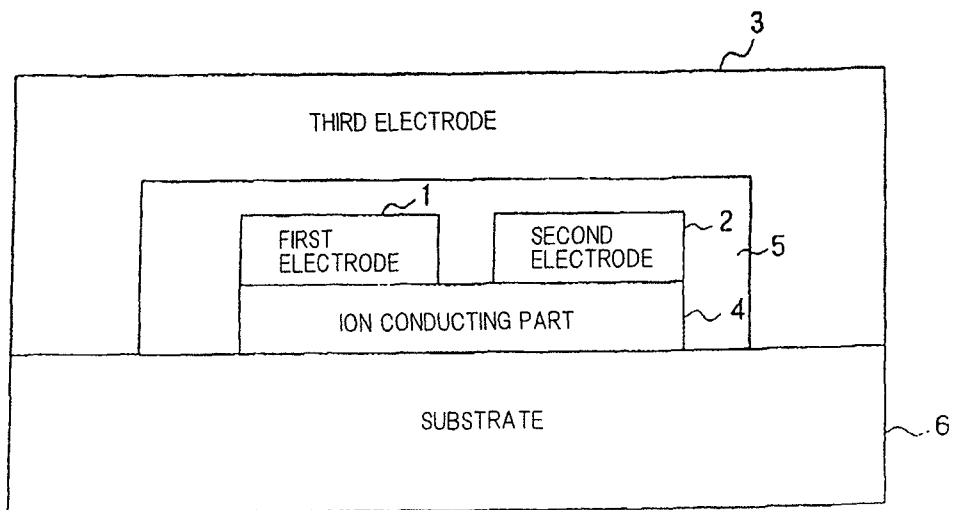 3
THIRD ELECTRODE
1
2
FIRST
ELECTRODE
SECOND
ELECTRODE
5
ION CONDUCTING PART
4
SUBSTRATE
6